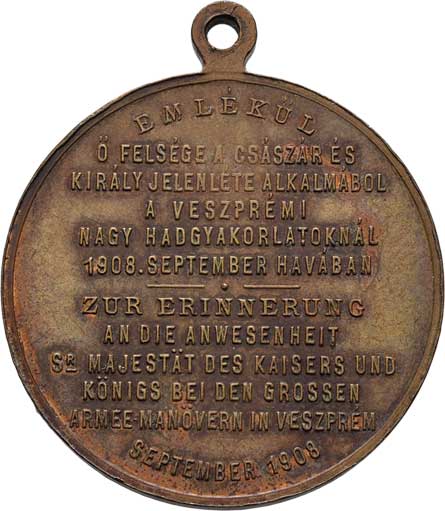 EMLÉKÜL
Ő FELSÉGE A CSÁSZÁR ÉS
KIRÁLY JELENLÉTE ALKALMÁBÓL
A VESZPRÉMI
NAGY HADGYAKORLATOKNÁL
1908. SEPTEMBER HAVÁBAN
ZUR ERINNERUNG
AN DIE ANWESENHEIT
SR MAJESTÄT DES KAISERS UND
KÖNIGS BEI DEN GROSSEN
ARMEE-MANÖVERN IN VESZPRÉM
SEPTEMBER 1908